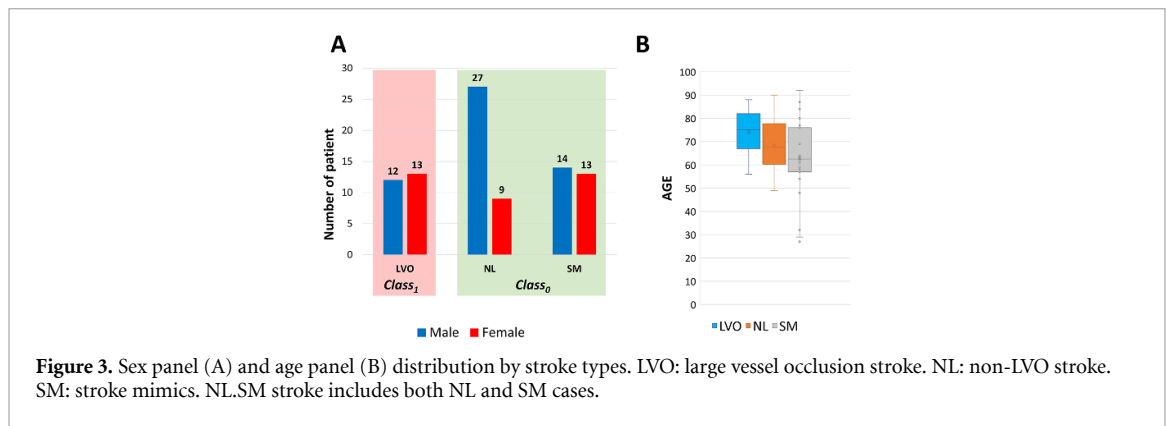 A
B
Number of patient
30
25
20
15
10
5
0
12
13
27
9
14
13
LVO
NL
SM
Class1
Class0
Male
Female
AGE
100
90
80
70
60
50
40
30
20
10
0
LVO NL SM
Figure 3. Sex panel (A) and age panel (B) distribution by stroke types. LVO: large vessel occlusion stroke. NL: non-LVO stroke.
SM: stroke mimics. NL.SM stroke includes both NL and SM cases.